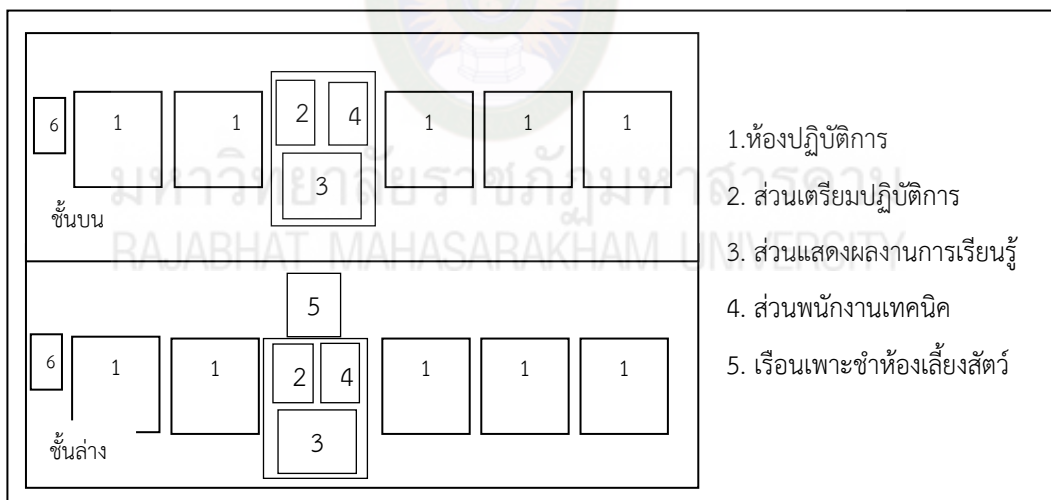 6
1
1
2
4
1
1
1
3
ชั้นบน
5
6
1
1
2
4
1
1
1
3
ชั้นล่าง
1.ห้องปฏิบัติการ
2. ส่วนเตรียมปฏิบัติการ
3. ส่วนแสดงผลงานการเรียนรู้
4. ส่วนพนักงานเทคนิค
5. เรือนเพาะชำห้องเลี้ยงสัตว์
มหาวิทยาลัยราชภัฏมหาสารคาม
RAJABHAT MAHASARAKHAM UNIVERSITY